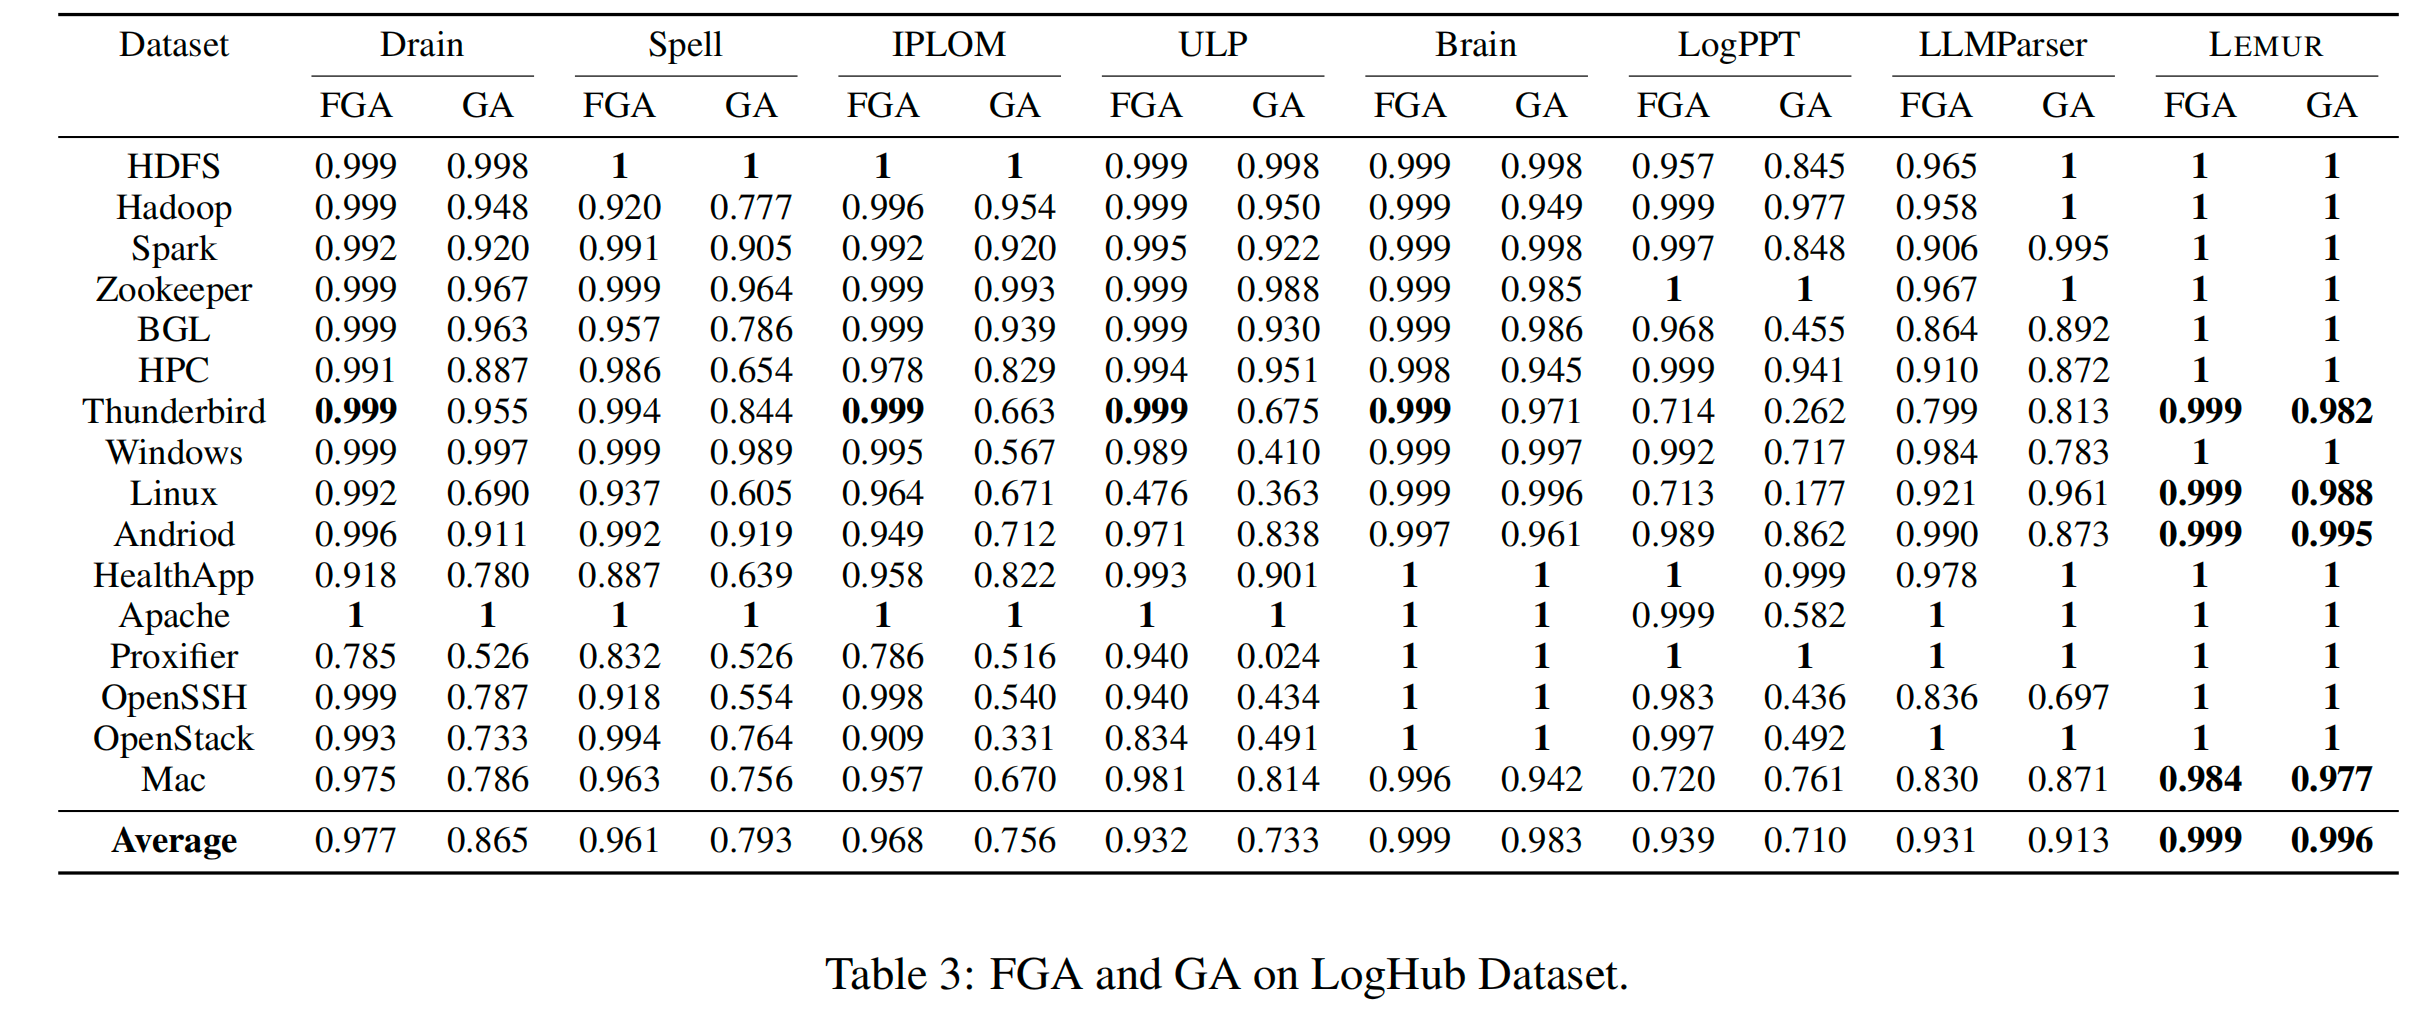 Dataset Drain Spell IPLOM ULP Brain LogPPT LLMParser LEMUR
FGA GA FGA GA FGA GA FGA GA FGA GA FGA GA FGA GA FGA GA
HDFS 0.999 0.998 1 1 1 1 0.999 0.998 0.999 0.998 0.957 0.845 0.965 1 1 1
Hadoop 0.999 0.948 0.920 0.777 0.996 0.954 0.999 0.950 0.999 0.949 0.999 0.977 0.958 1 1 1
Spark 0.992 0.920 0.991 0.905 0.992 0.920 0.995 0.922 0.999 0.998 0.997 0.848 0.906 0.995 1 1
Zookeeper 0.999 0.967 0.999 0.964 0.999 0.993 0.999 0.988 0.999 0.985 1 1 0.967 1 1 1
BGL 0.999 0.963 0.957 0.786 0.999 0.939 0.999 0.930 0.999 0.986 0.968 0.455 0.864 0.892 1 1
HPC 0.991 0.887 0.986 0.654 0.978 0.829 0.994 0.951 0.998 0.945 0.999 0.941 0.910 0.872 1 1
Thunderbird 0.999 0.955 0.994 0.844 0.999 0.663 0.999 0.675 0.999 0.971 0.714 0.262 0.799 0.813 0.999 0.982
Windows 0.999 0.997 0.999 0.989 0.995 0.567 0.989 0.410 0.999 0.997 0.992 0.717 0.984 0.783 1 1
Linux 0.992 0.690 0.937 0.605 0.964 0.671 0.476 0.363 0.999 0.996 0.713 0.177 0.921 0.961 0.999 0.988
Andriod 0.996 0.911 0.992 0.919 0.949 0.712 0.971 0.838 0.997 0.961 0.989 0.862 0.990 0.873 0.999 0.995
HealthApp 0.918 0.780 0.887 0.639 0.958 0.822 0.993 0.901 1 1 1 0.999 0.978 1 1 1
Apache 1 1 1 1 1 1 1 1 1 1 0.999 0.582 1 1 1 1
Proxifier 0.785 0.526 0.832 0.526 0.786 0.516 0.940 0.024 1 1 1 1 1 1 1 1
OpenSSH 0.999 0.787 0.918 0.554 0.998 0.540 0.940 0.434 1 1 0.983 0.436 0.836 0.697 1 1
OpenStack 0.993 0.733 0.994 0.764 0.909 0.331 0.834 0.491 1 1 0.997 0.492 1 1 1 1
Mac 0.975 0.786 0.963 0.756 0.957 0.670 0.981 0.814 0.996 0.942 0.720 0.761 0.830 0.871 0.984 0.977
Average 0.977 0.865 0.961 0.793 0.968 0.756 0.932 0.733 0.999 0.983 0.939 0.710 0.931 0.913 0.999 0.996
Table 3: FGA and GA on LogHub Dataset.